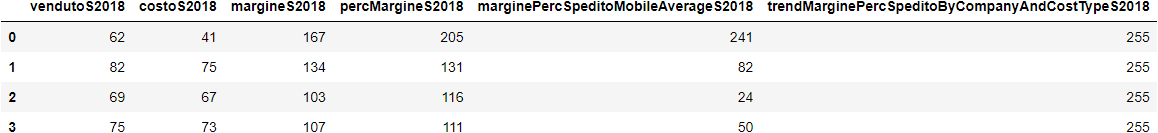 vendutoS2018 costoS2018 margineS2018 percMargineS2018 marginePercSpeditoMobileAverageS2018 trendMarginePercSpeditoByCompanyAndCostTypeS2018
0 62 41 167 205 241 255
1 82 75 134 131 82 255
2 69 67 103 116 24 255
3 75 73 107 111 50 255